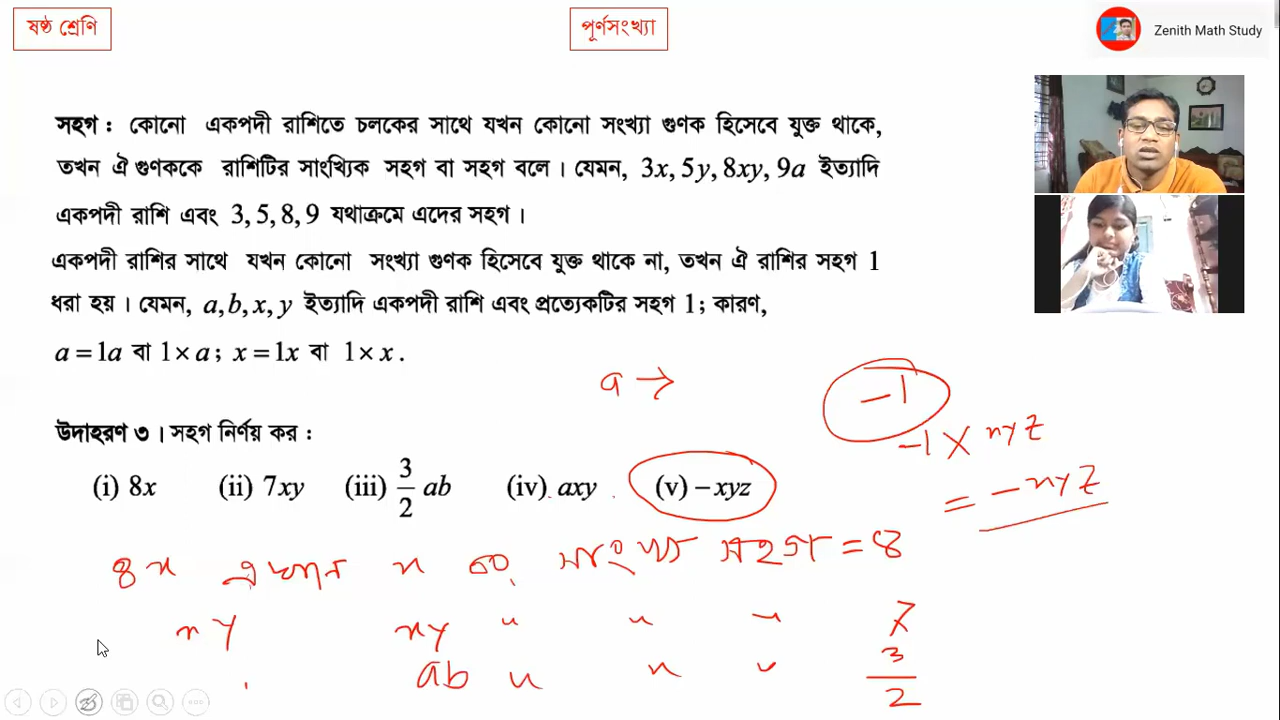 ষষ্ঠ শ্রেণি
পূর্ণসংখ্যা
Zenith Math Study
সহগ : কোনো একপদী রাশিতে চলকের সাথে যখন কোনো সংখ্যা গুণক হিসেবে যুক্ত থাকে,
তখন ঐ গুণককে রাশিটির সাংখ্যিক সহগ বা সহগ বলে । যেমন, 3x, 5y, 8xy, 9a ইত্যাদি
একপদী রাশি এবং 3, 5, 8, 9 যথাক্রমে এদের সহগ ।
একপদী রাশির সাথে যখন কোনো সংখ্যা গুণক হিসেবে যুক্ত থাকে না, তখন ঐ রাশির সহগ 1
ধরা হয় । যেমন, a, b, x, y ইত্যাদি একপদী রাশি এবং প্রত্যেকটির সহগ 1; কারণ,
a = 1a বা 1 × a ; x = 1x বা 1 × x .
a → -1
-1 × xyz
= -xyz
উদাহরণ ৩ । সহগ নির্ণয় কর :
(i) 8x (ii) 7xy (iii) 3/2 ab (iv) axy (v) – xyz
8x এখানে x এর সহগ = 8
xy xy " " " 7
ab " " " 3/2